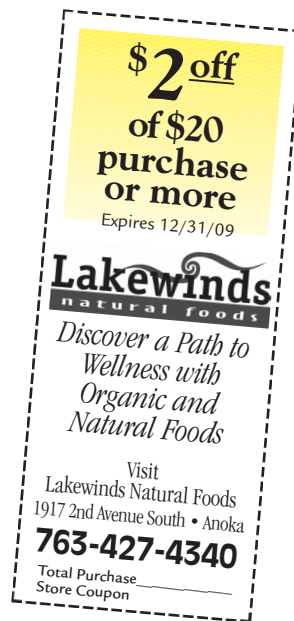 $2 off
of $20
purchase
or more
Expires 12/31/09
Lakewinds
natural foods
Discover a Path to
Wellness with
Organic and
Natural Foods
Visit
Lakewinds Natural Foods
1917 2nd Avenue South • Anoka
763-427-4340
Total Purchase____________
Store Coupon